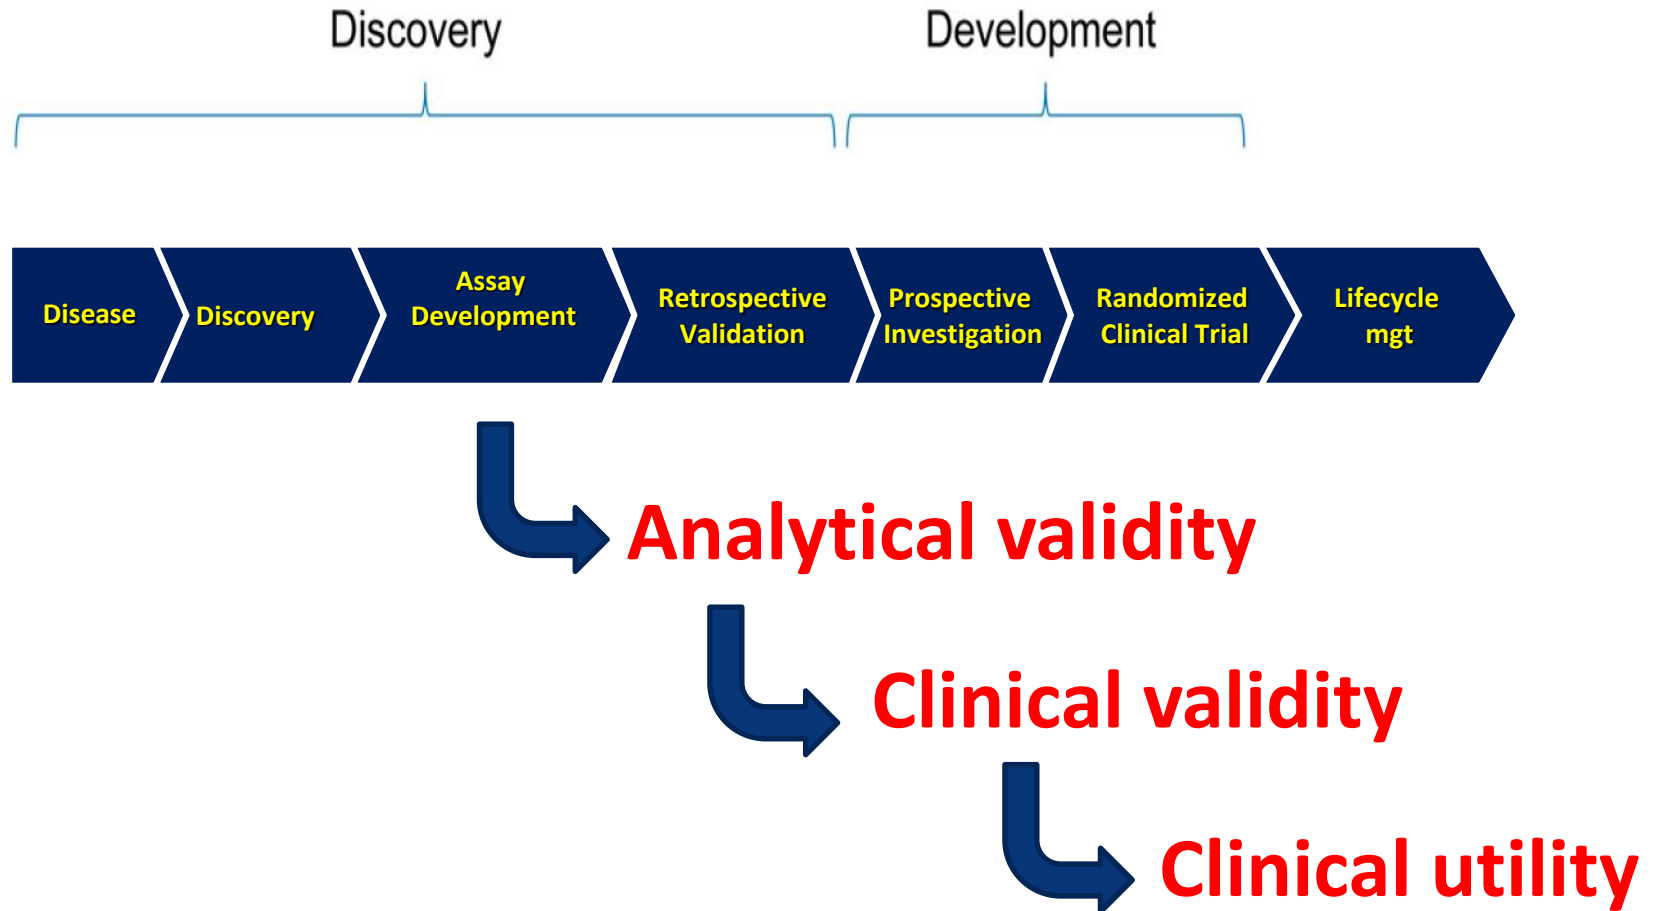 Discovery
Development
Disease
Discovery
Assay
Development
Retrospective
Validation
Prospective
Investigation
Randomized
Clinical Trial
Lifecycle
mgt
Analytical validity
Clinical validity
Clinical utility